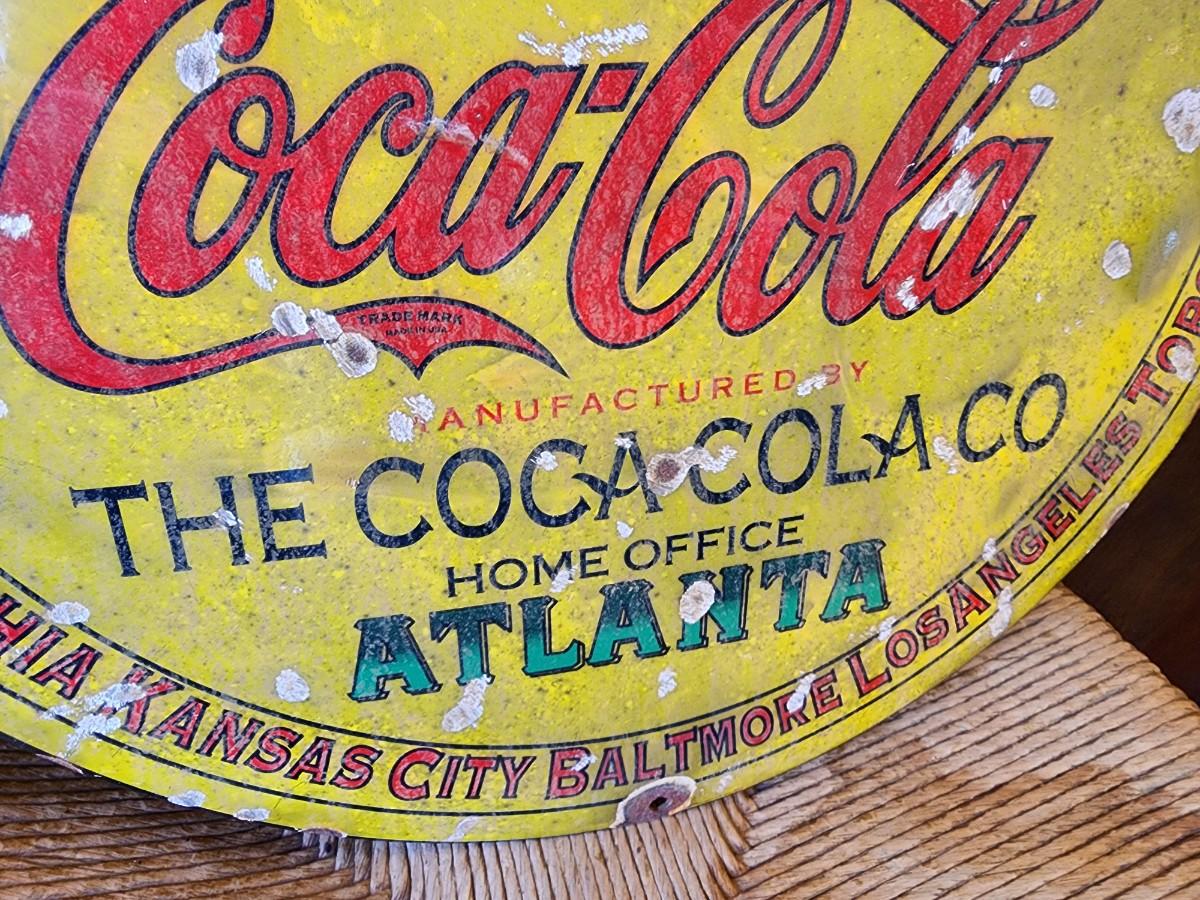 Coca-Cola
TRADE MARK
MADE IN USA
MANUFACTURED BY
THE COCA COLA CO
HOME OFFICE
ATLANTA
HIA KANSAS CITY BALTMORE LOS ANGELES TOR